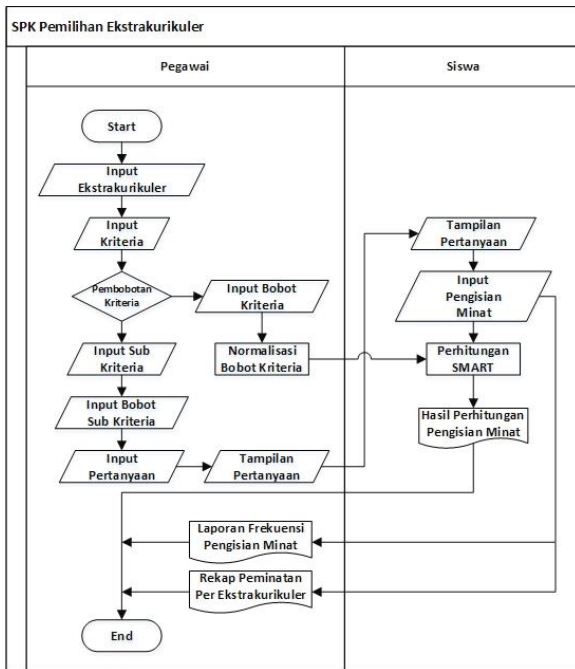 SPK Pemilihan Ekstrakurikuler
Pegawai
Siswa
Start
Input
Ekstrakurikuler
Input
Kriteria
Pembobotan
Kriteria
Input Bobot
Kriteria
Input Sub
Kriteria
Normalisasi
Bobot Kriteria
Input Bobot
Sub Kriteria
Input
Pertanyaan
Tampilan
Pertanyaan
Tampilan
Pertanyaan
Input
Pengisian
Minat
Perhitungan
SMART
Hasil Perhitungan
Pengisian Minat
Laporan Frekuensi
Pengisian Minat
Rekap Peminatan
Per Ekstrakurikuler
End